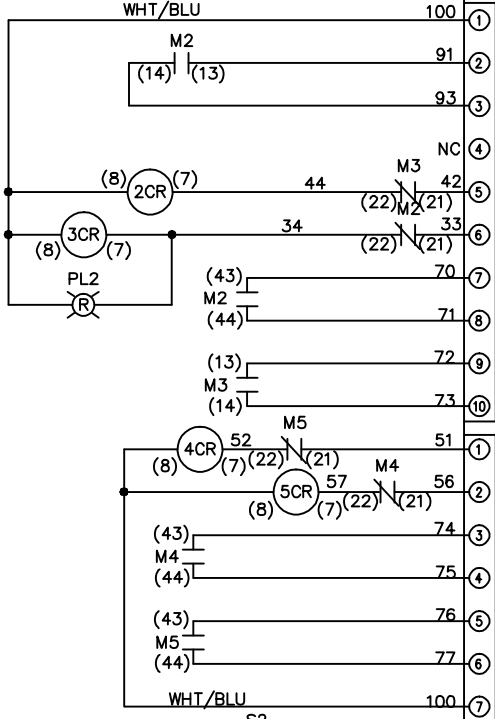 WHT/BLU 100 1
M2
91 2
(14) (13)
93 3
NC 4
M3
(8) 2CR (7) 44 42 5
(22) (21)
M2
3CR 34 33 6
(8) (7) (22) (21)
PL2
R
(43) 70 7
M2
(44) 71 8
(13) 72 9
M3
(14) 73 10
M5
4CR 52 51 1
(8) (7) (22) (21)
M4
5CR 57 56 2
(8) (7) (22) (21)
(43) 74 3
M4
(44) 75 4
(43) 76 5
M5
(44) 77 6
WHT/BLU 100 7